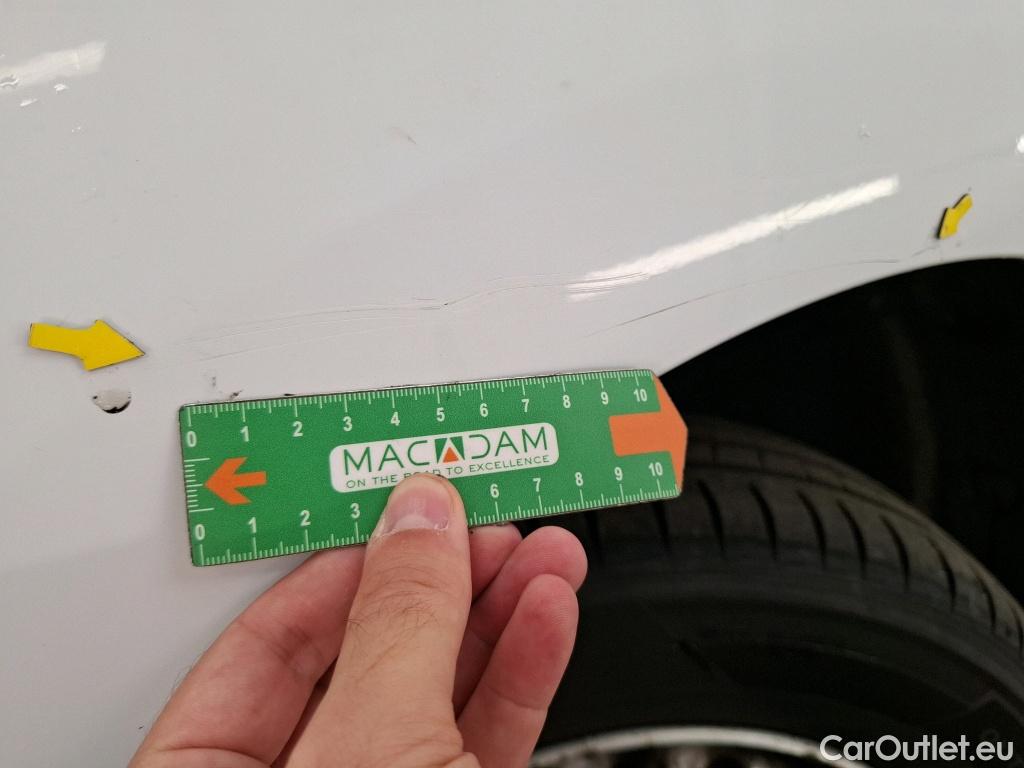 0 1 2 3 4 5 6 7 8 9 10
MACADAM
ON THE ROAD TO EXCELLENCE
0 1 2 3 6 7 8 9 10
CarOutlet.eu